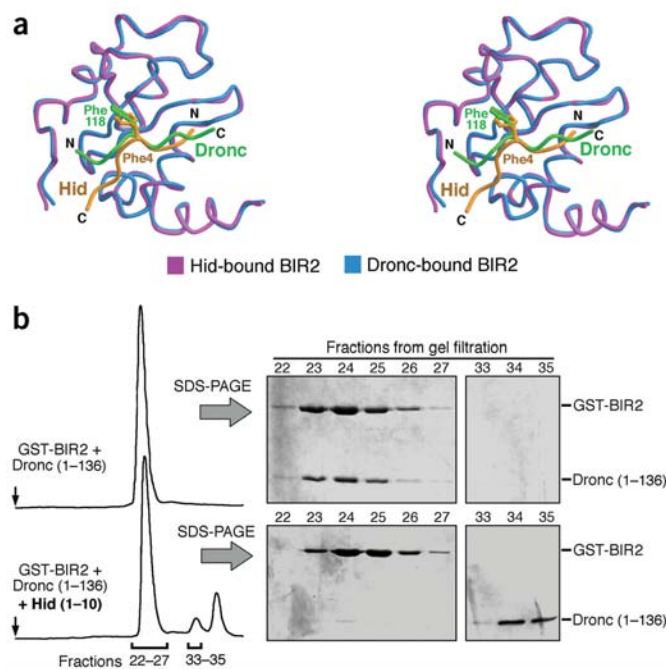 a
Phe
118
N
N
C
Dronc
Phe4
Hid
C
Phe
118
N
N
C
Dronc
Phe4
Hid
C
Hid-bound BIR2
Dronc-bound BIR2
b
Fractions from gel filtration
22 23 24 25 26 27
33 34 35
SDS-PAGE
GST-BIR2
GST-BIR2 +
Dronc (1–136)
Dronc (1–136)
22 23 24 25 26 27
33 34 35
SDS-PAGE
GST-BIR2
GST-BIR2 +
Dronc (1–136)
+ Hid (1–10)
Dronc (1–136)
Fractions 22–27 33–35